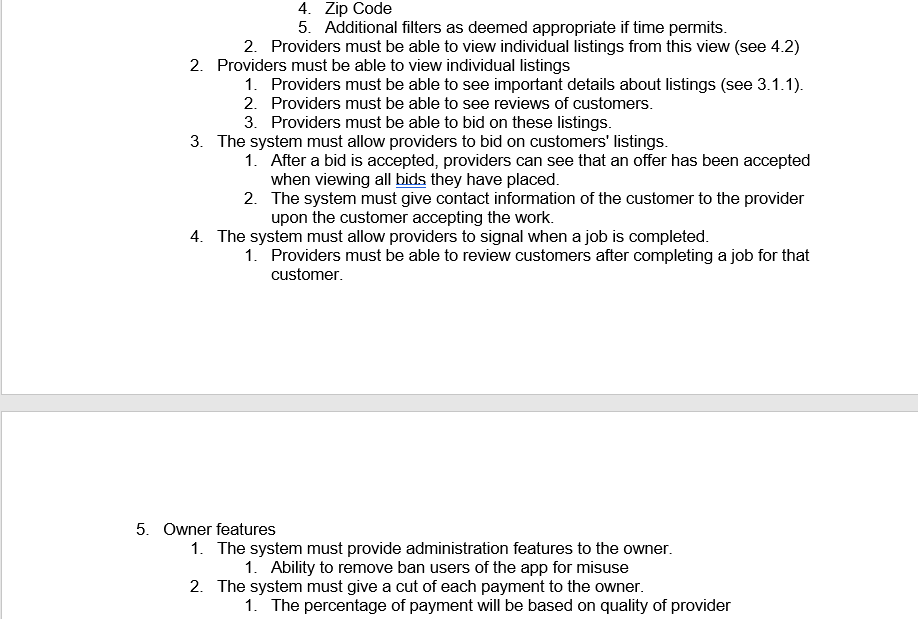 4. Zip Code
5. Additional filters as deemed appropriate if time permits.
2. Providers must be able to view individual listings from this view (see 4.2)
2. Providers must be able to view individual listings
1. Providers must be able to see important details about listings (see 3.1.1).
2. Providers must be able to see reviews of customers.
3. Providers must be able to bid on these listings.
3. The system must allow providers to bid on customers' listings.
1. After a bid is accepted, providers can see that an offer has been accepted
when viewing all bids they have placed.
2. The system must give contact information of the customer to the provider
upon the customer accepting the work.
4. The system must allow providers to signal when a job is completed.
1. Providers must be able to review customers after completing a job for that
customer.
5. Owner features
1. The system must provide administration features to the owner.
1. Ability to remove ban users of the app for misuse
2. The system must give a cut of each payment to the owner.
1. The percentage of payment will be based on quality of provider